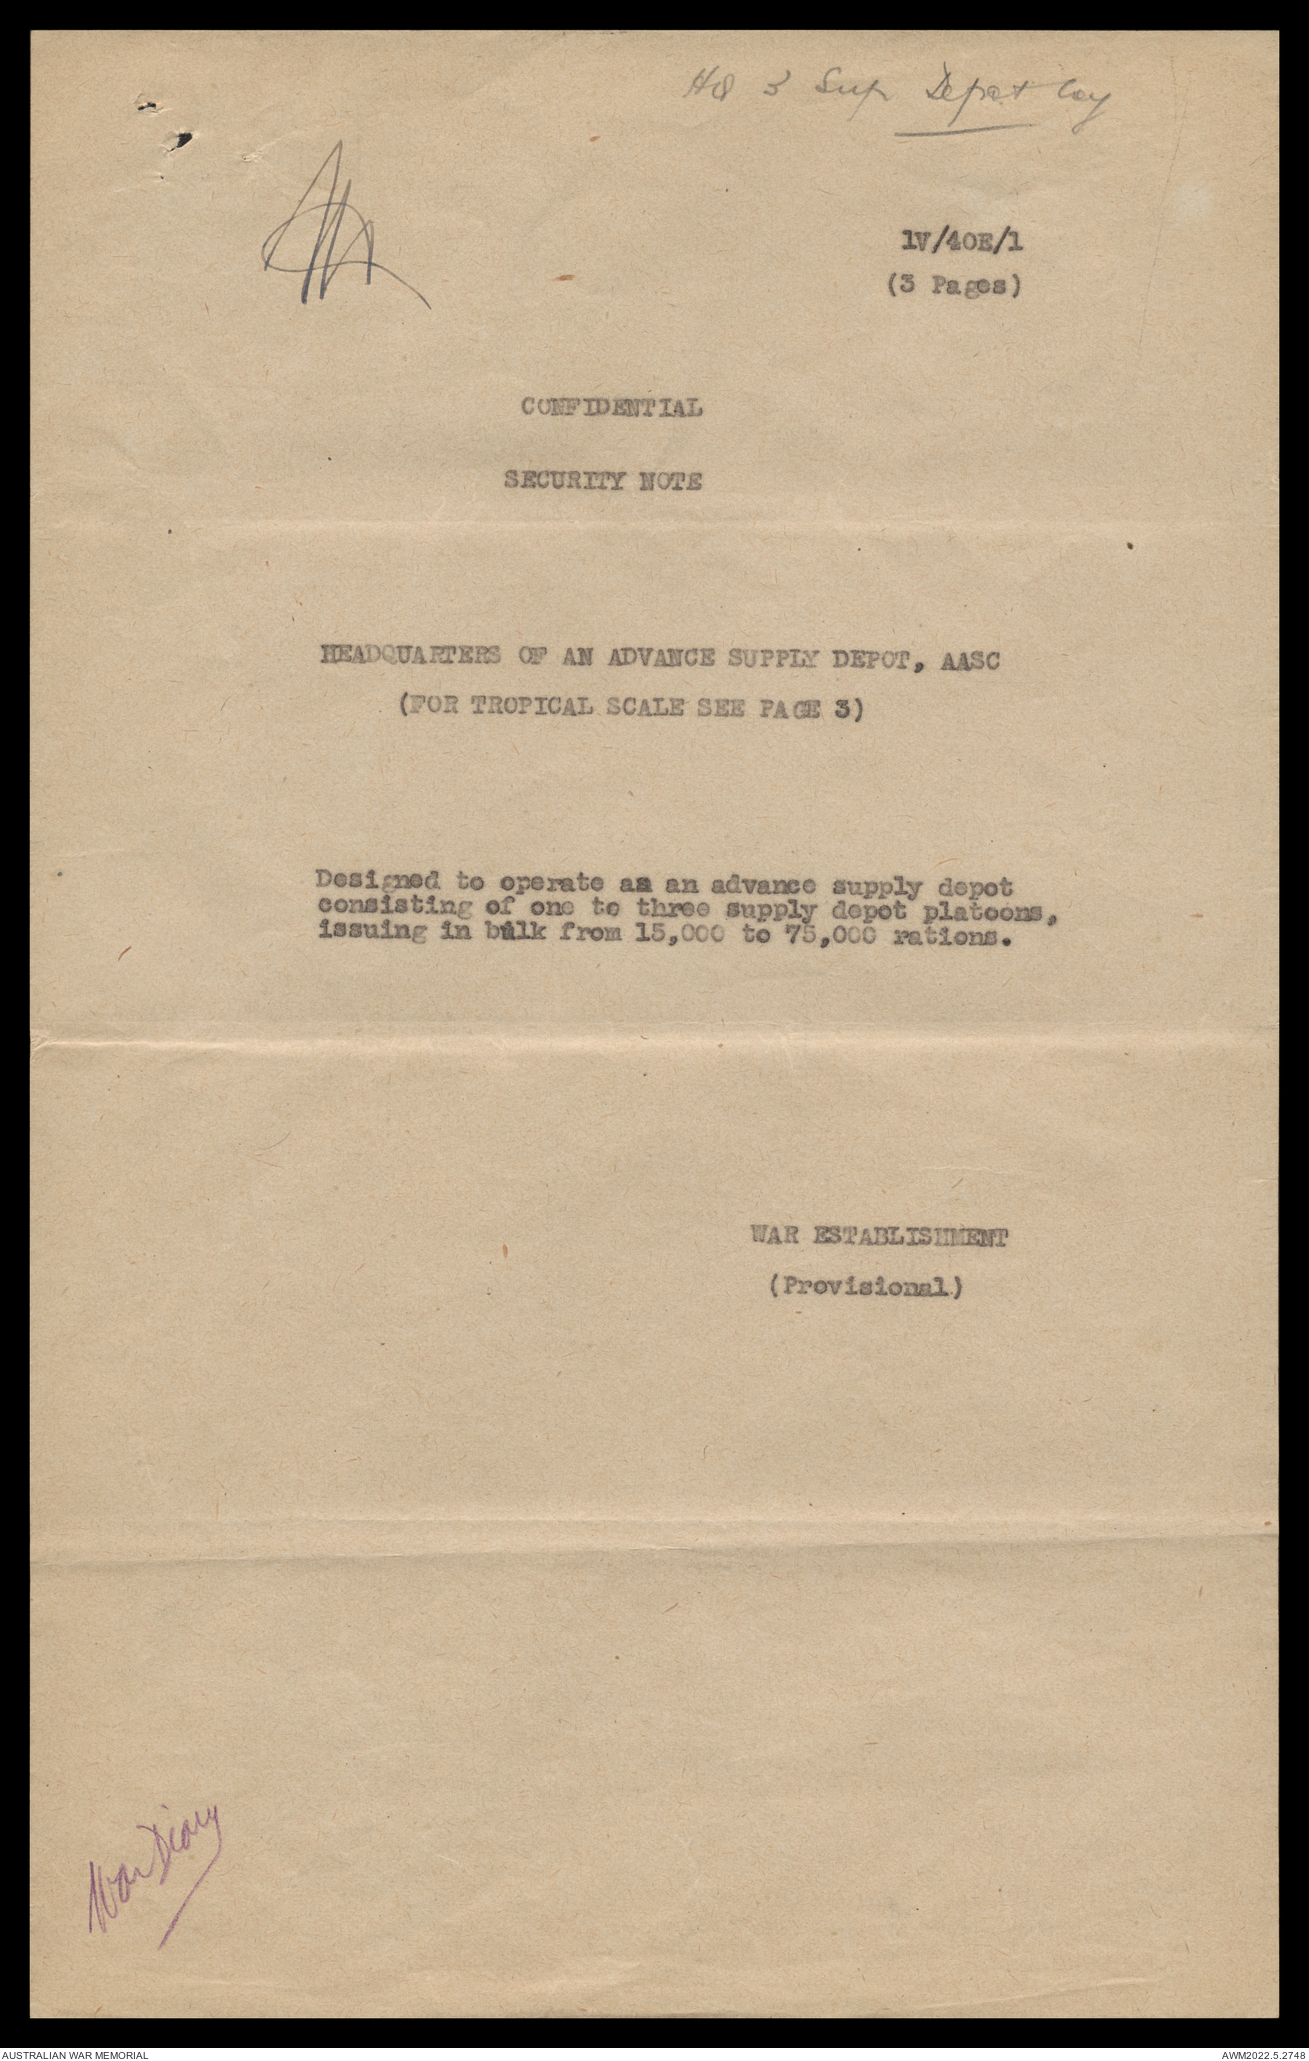 HQ 3 Sup Depot Coy
1V/40E/1
(3 Pages)
CONFIDENTIAL
SECURITY NOTE
HEADQUARTERS OF AN ADVANCE SUPPLY DEPOT, AASC
(FOR TROPICAL SCALE SEE PAGE 3)
Designed to operate as an advance supply depot
consisting of one to three supply depot platoons,
issuing in bulk from 15,000 to 75,000 rations.
WAR ESTABLISHMENT
(Provisional)
War Diary
AUSTRALIAN WAR MEMORIAL
AWM2022.5.2748